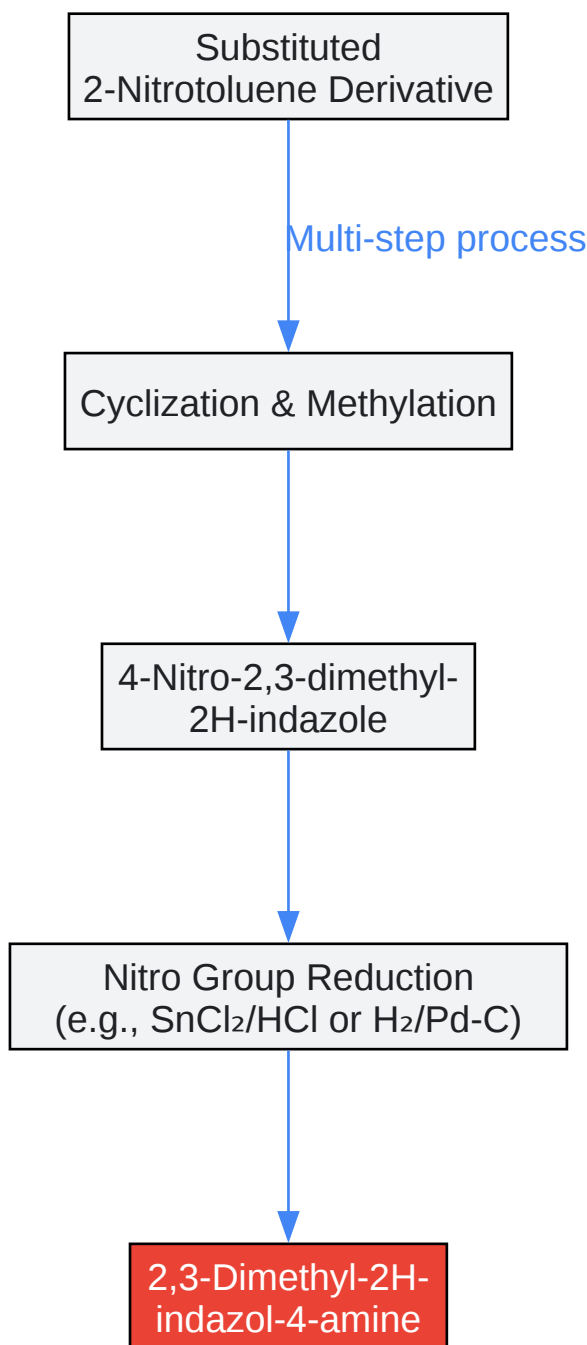 Substituted
2-Nitrotoluene Derivative
Multi-step process
Cyclization & Methylation
4-Nitro-2,3-dimethyl-
2H-indazole
Nitro Group Reduction
(e.g., SnCl₂/HCl or H₂/Pd-C)
2,3-Dimethyl-2H-
indazol-4-amine